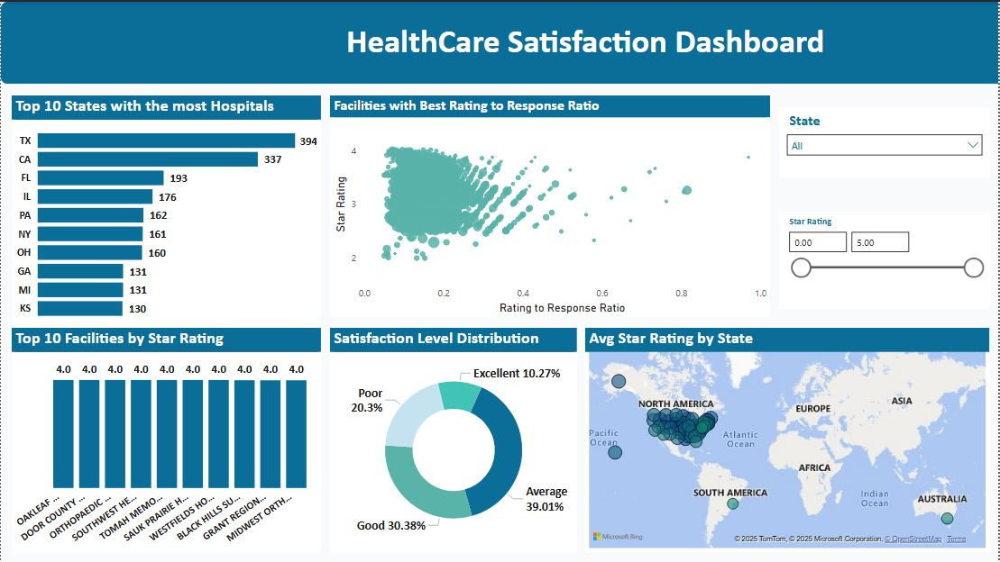 HealthCare Satisfaction Dashboard
Top 10 States with the most Hospitals
TX 394
CA 337
FL 193
IL 176
PA 162
NY 161
OH 160
GA 131
MI 131
KS 130
Facilities with Best Rating to Response Ratio
Star Rating
4
3
2
0.0 0.2 0.4 0.6 0.8 1.0
Rating to Response Ratio
State
All
Star Rating
0.00 5.00
Top 10 Facilities by Star Rating
4.0 4.0 4.0 4.0 4.0 4.0 4.0 4.0 4.0 4.0
OAKLEAF ...
DOOR COUNTY ...
ORTHOPAEDIC ...
SOUTHWEST HE...
TOMAH MEMO...
SAUK PRAIRIE H...
WESTFIELDS HO...
BLACK HILLS SU...
GRANT REGION...
MIDWEST ORTH...
Satisfaction Level Distribution
Excellent 10.27%
Poor
20.3%
Average
39.01%
Good 30.38%
Avg Star Rating by State
NORTH AMERICA
EUROPE
ASIA
Pacific
Ocean
Atlantic
Ocean
AFRICA
SOUTH AMERICA
Indian
Ocean
AUSTRALIA
Microsoft Bing
© 2025 TomTom, © 2025 Microsoft Corporation, © OpenStreetMap Terms